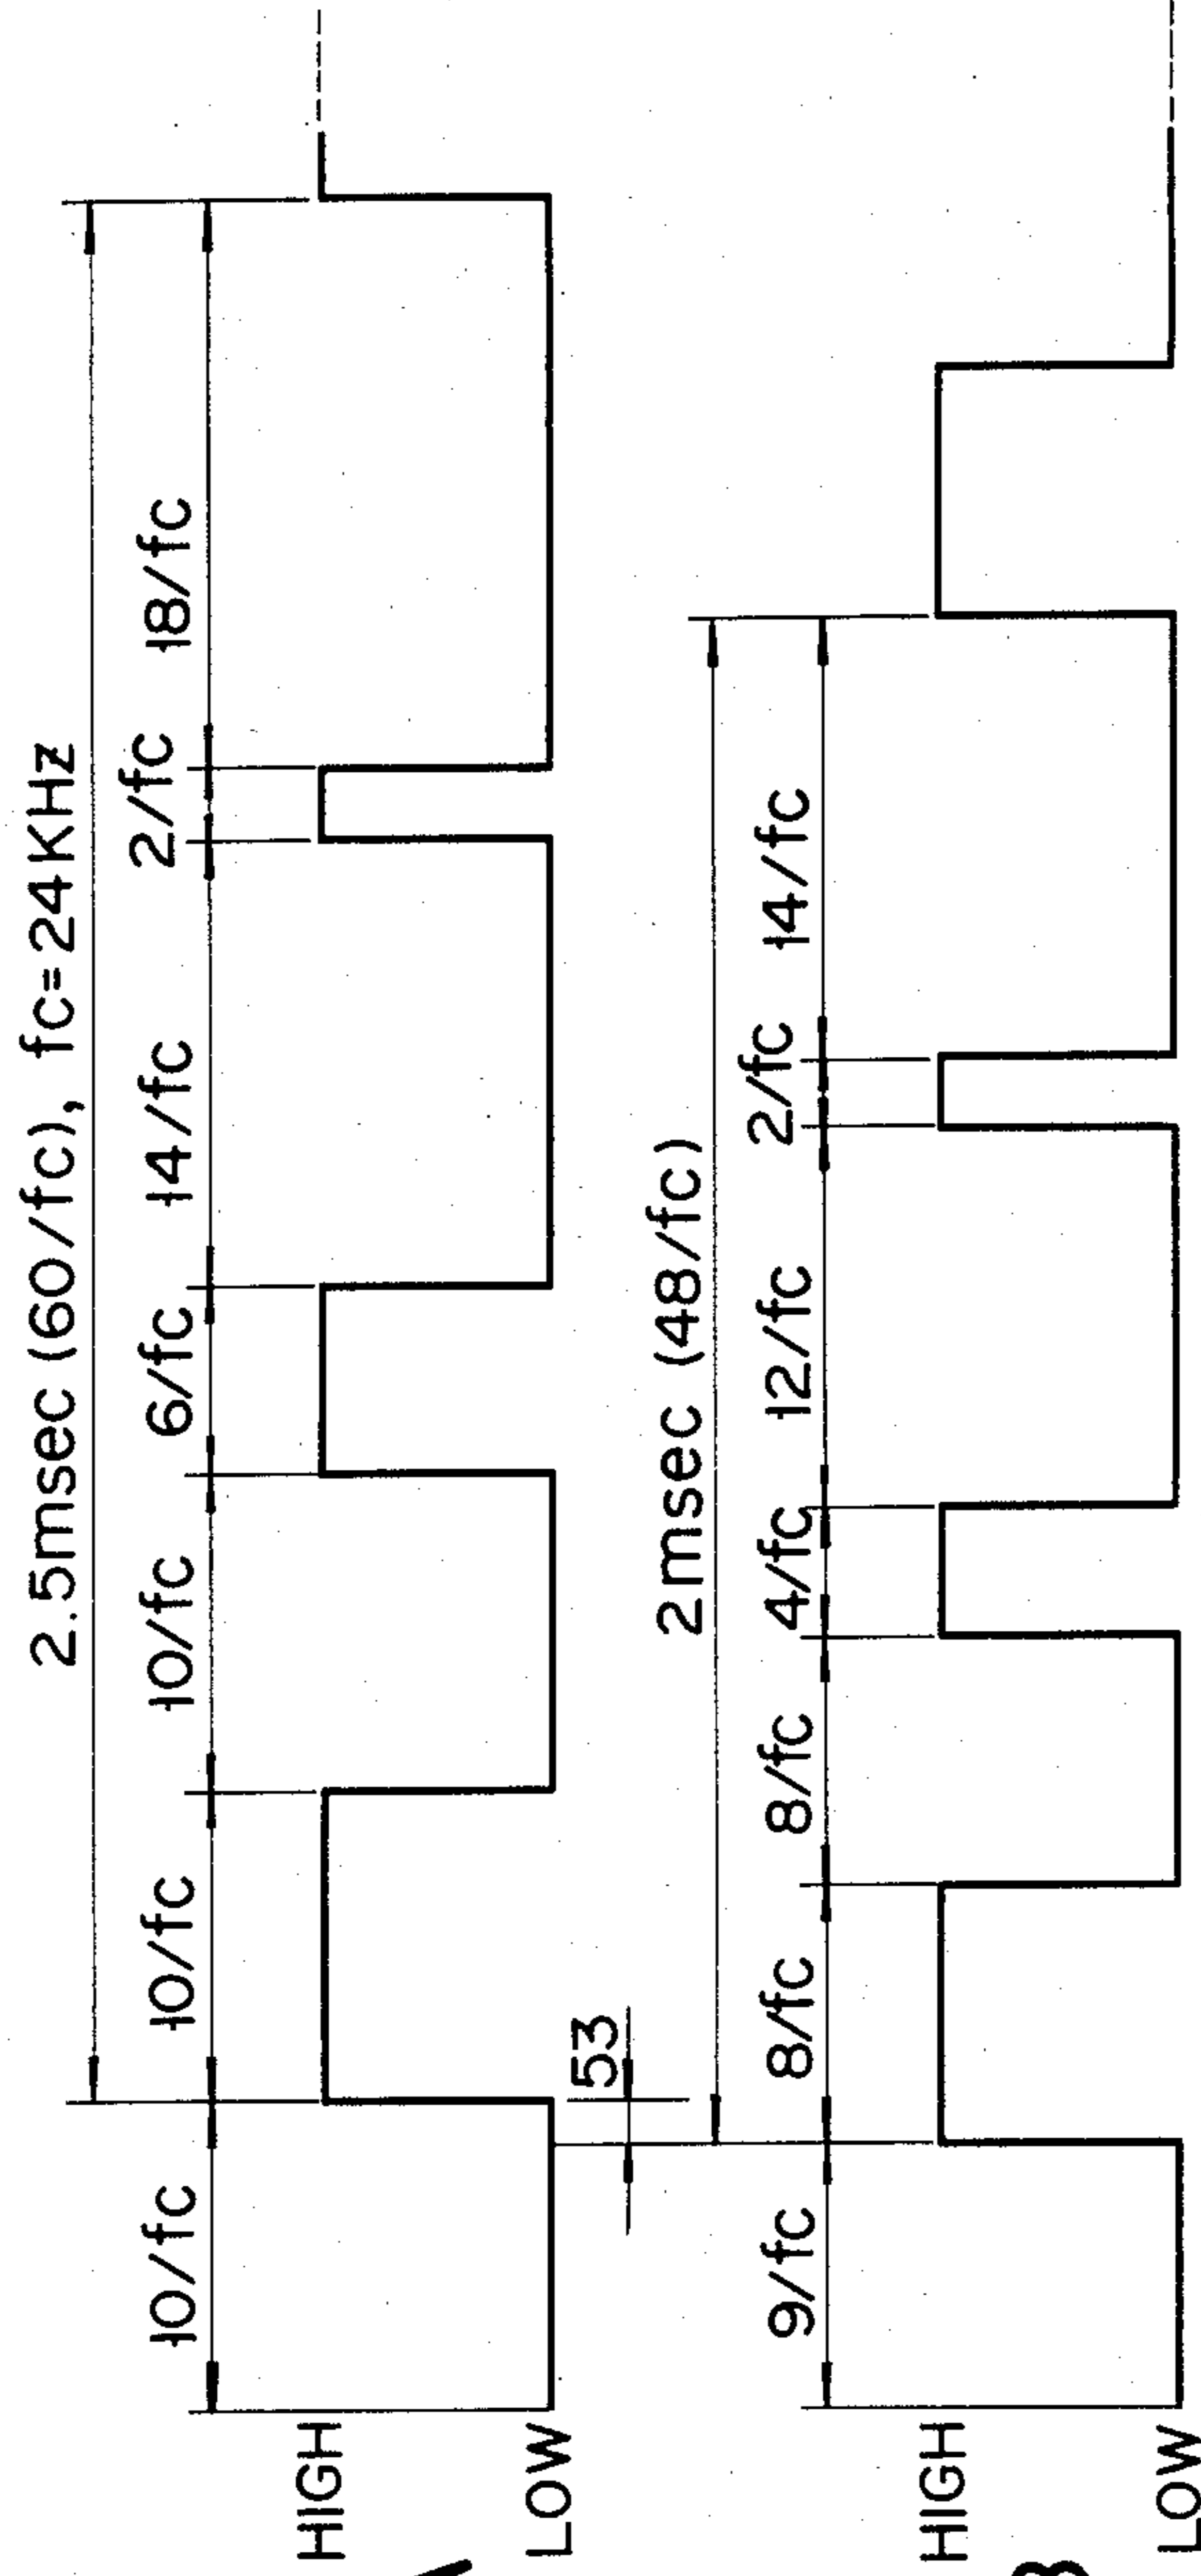 2.5msec (60/fc), fc=24KHz
10/fc 10/fc 10/fc 6/fc 14/fc 2/fc 18/fc
HIGH
LOW
53
2msec (48/fc)
9/fc 8/fc 8/fc 4/fc 12/fc 2/fc 14/fc
HIGH
LOW